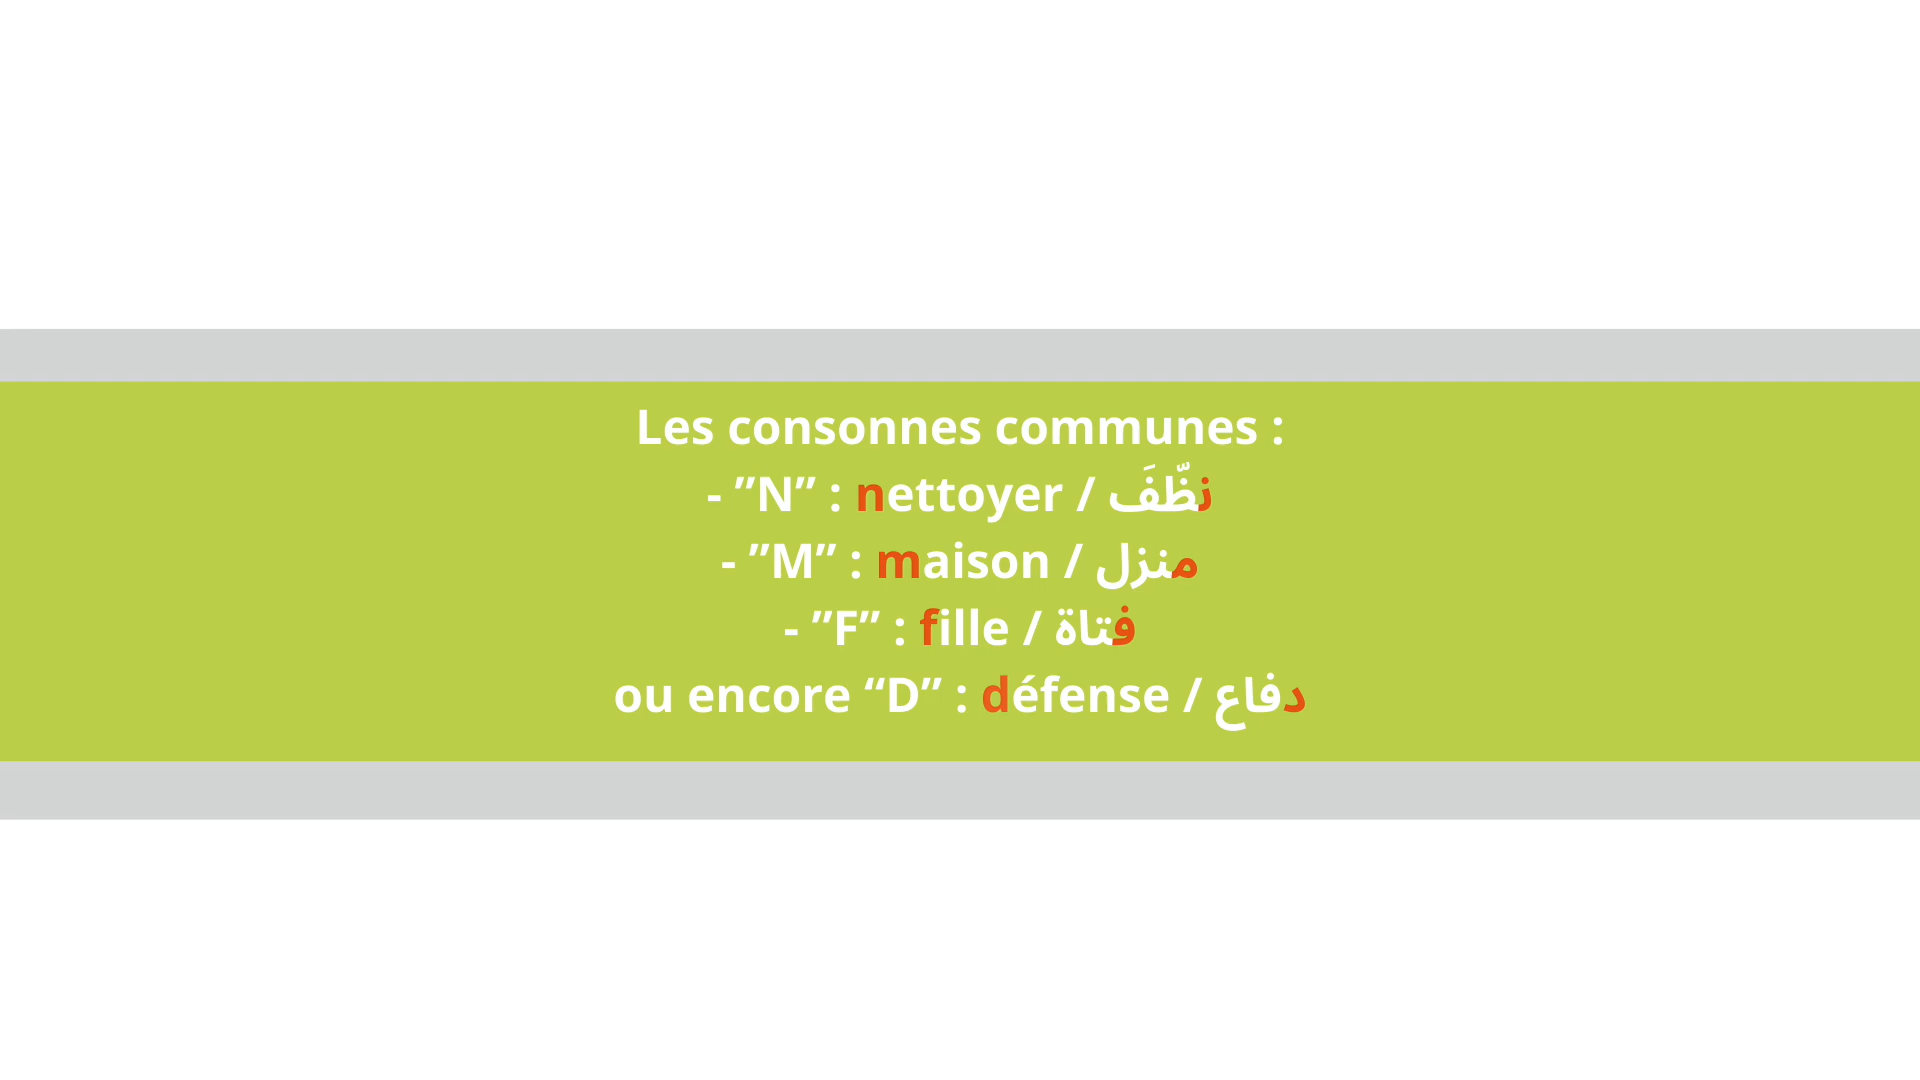 Les consonnes communes :
- ”N” : nettoyer / نظّفَ
- ”M” : maison / منزل
- ”F” : fille / فتاة
ou encore “D” : défense / دفاع